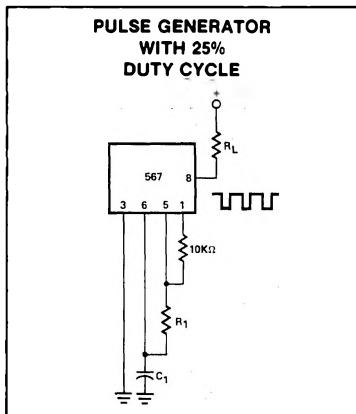 PULSE GENERATOR
WITH 25%
DUTY CYCLE
+
RL
567
8
3 6 5 1
10KΩ
R1
C1